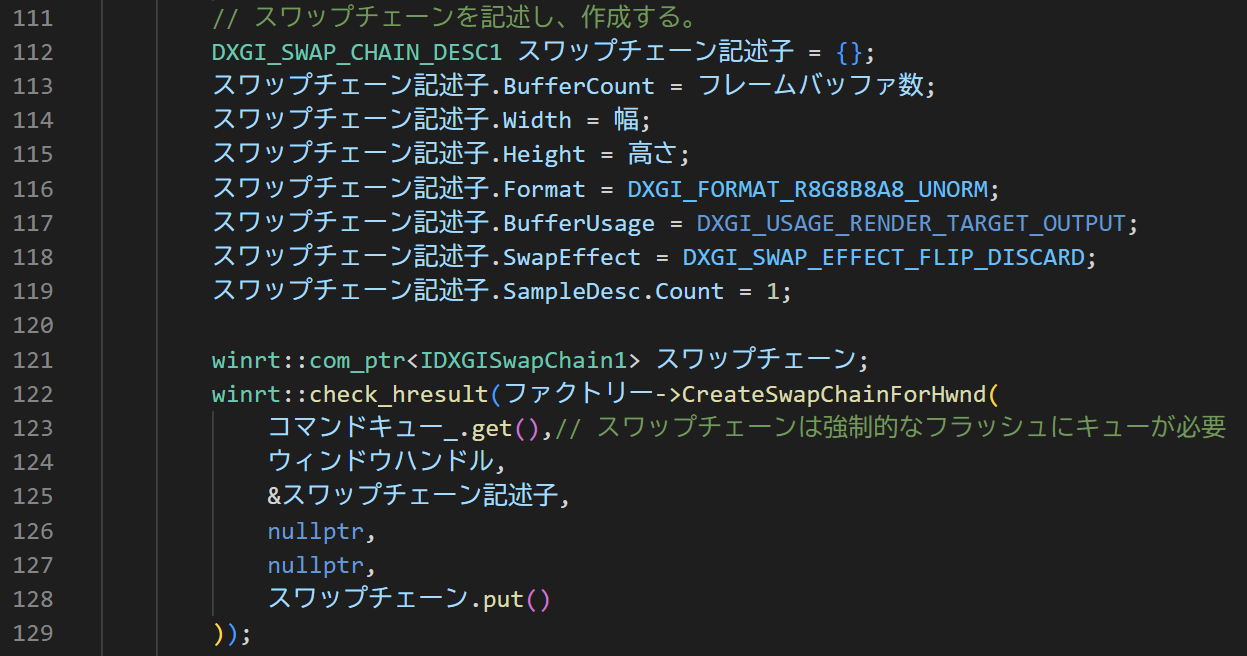 111 // スワップチェーンを記述し、作成する。
112 DXGI_SWAP_CHAIN_DESC1 スワップチェーン記述子 = {};
113 スワップチェーン記述子.BufferCount = フレームバッファ数;
114 スワップチェーン記述子.Width = 幅;
115 スワップチェーン記述子.Height = 高さ;
116 スワップチェーン記述子.Format = DXGI_FORMAT_R8G8B8A8_UNORM;
117 スワップチェーン記述子.BufferUsage = DXGI_USAGE_RENDER_TARGET_OUTPUT;
118 スワップチェーン記述子.SwapEffect = DXGI_SWAP_EFFECT_FLIP_DISCARD;
119 スワップチェーン記述子.SampleDesc.Count = 1;
120
121 winrt::com_ptr<IDXGISwapChain1> スワップチェーン;
122 winrt::check_hresult(ファクトリー->CreateSwapChainForHwnd(
123 コマンドキュー_.get(),// スワップチェーンは強制的なフラッシュにキューが必要
124 ウィンドウハンドル,
125 &スワップチェーン記述子,
126 nullptr,
127 nullptr,
128 スワップチェーン.put()
129 ));